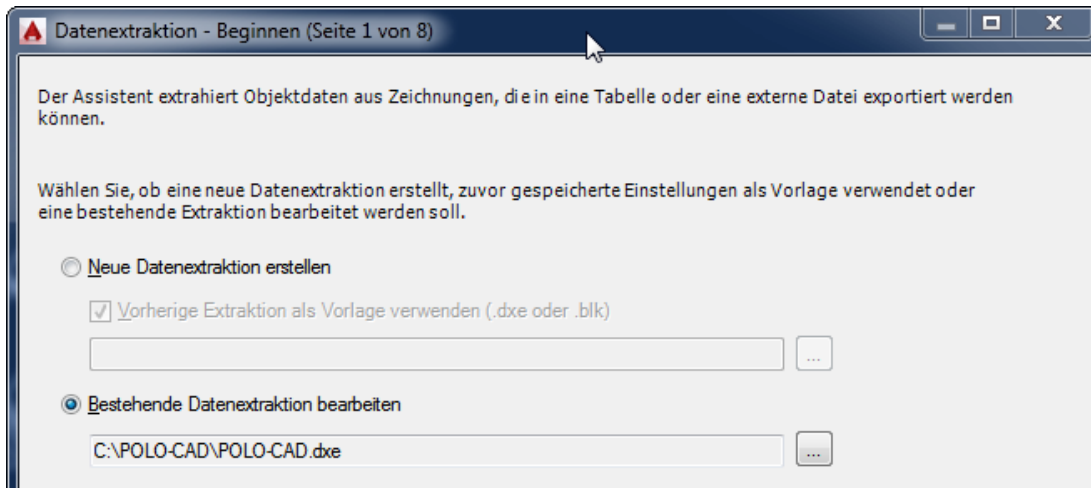 Datenextraktion - Beginnen (Seite 1 von 8)
Der Assistent extrahiert Objektdaten aus Zeichnungen, die in eine Tabelle oder eine externe Datei exportiert werden
können.
Wählen Sie, ob eine neue Datenextraktion erstellt, zuvor gespeicherte Einstellungen als Vorlage verwendet oder
eine bestehende Extraktion bearbeitet werden soll.
Neue Datenextraktion erstellen
Vorherige Extraktion als Vorlage verwenden (.dxe oder .blk)
...
Bestehende Datenextraktion bearbeiten
C:\POLO-CAD\POLO-CAD.dxe
...